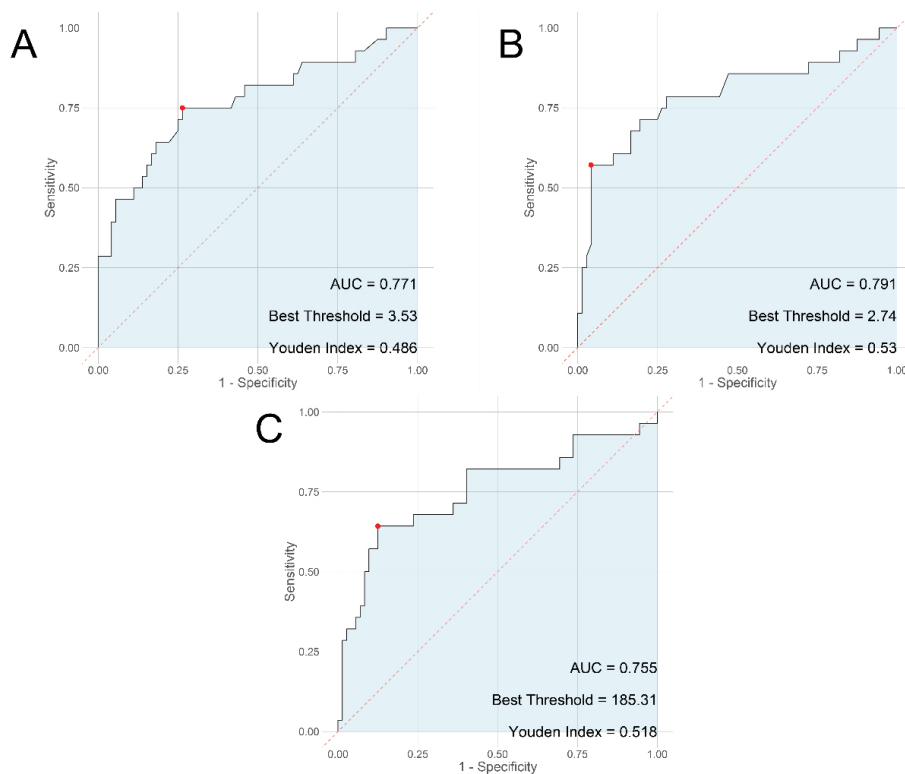 A
1.00
0.75
0.50
0.25
0.00
Sensitivity
AUC = 0.771
Best Threshold = 3.53
Youden Index = 0.486
0.00 0.25 0.50 0.75 1.00
1 - Specificity
B
1.00
0.75
0.50
0.25
0.00
Sensitivity
AUC = 0.791
Best Threshold = 2.74
Youden Index = 0.53
0.00 0.25 0.50 0.75 1.00
1 - Specificity
C
1.00
0.75
0.50
0.25
0.00
Sensitivity
AUC = 0.755
Best Threshold = 185.31
Youden Index = 0.518
0.00 0.25 0.50 0.75 1.00
1 - Specificity